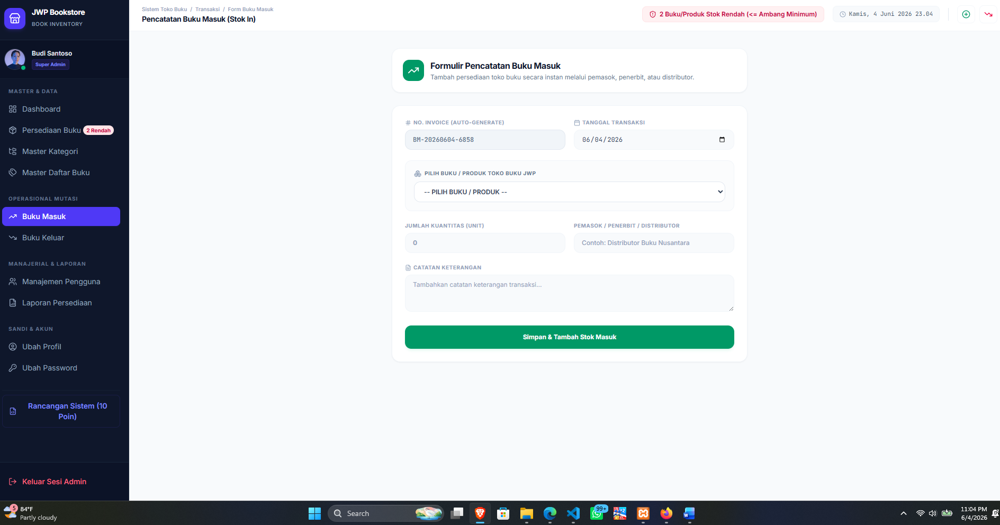 JWP Bookstore
BOOK INVENTORY
Budi Santoso
Super Admin
MASTER & DATA
Dashboard
Persediaan Buku 2 Rendah
Master Kategori
Master Daftar Buku
OPERASIONAL MUTASI
Buku Masuk
Buku Keluar
MANAJERIAL & LAPORAN
Manajemen Pengguna
Laporan Persediaan
SANDI & AKUN
Ubah Profil
Ubah Password
Rancangan Sistem (10
Poin)
Keluar Sesi Admin
Sistem Toko Buku / Transaksi / Form Buku Masuk
Pencatatan Buku Masuk (Stok In)
2 Buku/Produk Stok Rendah (<= Ambang Minimum)
Kamis, 4 Juni 2026 23.04
Formulir Pencatatan Buku Masuk
Tambah persediaan toko buku secara instan melalui pemasok, penerbit, atau distributor.
NO. INVOICE (AUTO-GENERATE)
BM-20260604-6858
TANGGAL TRANSAKSI
06/04/2026
PILIH BUKU / PRODUK TOKO BUKU JWP
-- PILIH BUKU / PRODUK --
JUMLAH KUANTITAS (UNIT)
0
PEMASOK / PENERBIT / DISTRIBUTOR
Contoh: Distributor Buku Nusantara
CATATAN KETERANGAN
Tambahkan catatan keterangan transaksi...
Simpan & Tambah Stok Masuk
5
84°F
Partly cloudy
Search
99+
11:04 PM
6/4/2026